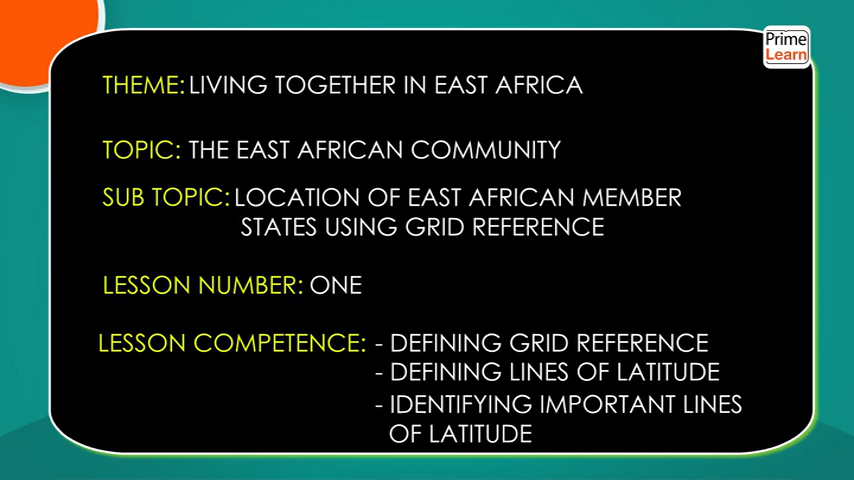 Prime
Learn
THEME: LIVING TOGETHER IN EAST AFRICA
TOPIC: THE EAST AFRICAN COMMUNITY
SUB TOPIC: LOCATION OF EAST AFRICAN MEMBER
STATES USING GRID REFERENCE
LESSON NUMBER: ONE
LESSON COMPETENCE: - DEFINING GRID REFERENCE
- DEFINING LINES OF LATITUDE
- IDENTIFYING IMPORTANT LINES
OF LATITUDE